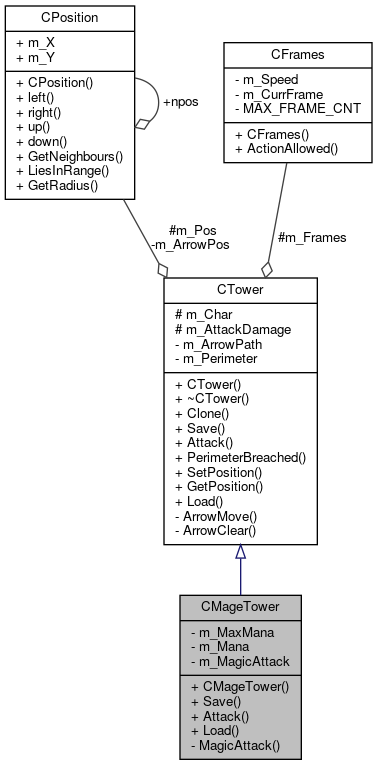 CPosition
+ m_X
+ m_Y
+ CPosition()
+ left()
+ right()
+ up()
+ down()
+ GetNeighbours()
+ LiesInRange()
+ GetRadius()
+npos
CFrames
- m_Speed
- m_CurrFrame
- MAX_FRAME_CNT
+ CFrames()
+ ActionAllowed()
#m_Pos
-m_ArrowPos
#m_Frames
CTower
# m_Char
# m_AttackDamage
- m_ArrowPath
- m_Perimeter
+ CTower()
+ ~CTower()
+ Clone()
+ Save()
+ Attack()
+ PerimeterBreached()
+ SetPosition()
+ GetPosition()
+ Load()
- ArrowMove()
- ArrowClear()
CMageTower
- m_MaxMana
- m_Mana
- m_MagicAttack
+ CMageTower()
+ Save()
+ Attack()
+ Load()
- MagicAttack()